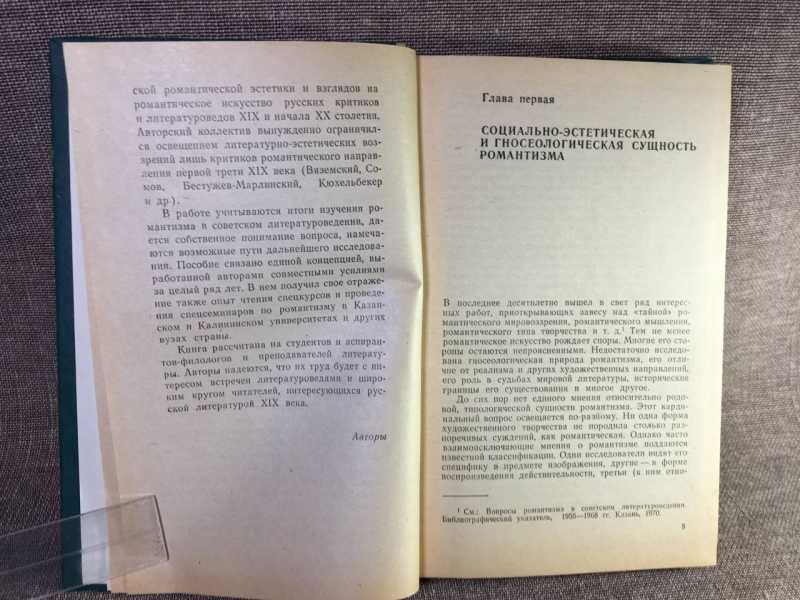 ской романтической эстетики и взглядов на
романтическое искусство русских критиков
и литературоведов XIX и начала XX столетия.
Авторский коллектив вынужденно ограничил-
ся освещением литературно-эстетических воз-
зрений лишь критиков романтического направ-
ления первой трети XIX века (Вяземский, Со-
мов, Бестужев-Марлинский, Кюхельбекер
и др.).
В работе учитываются итоги изучения ро-
мантизма в советском литературоведении, да-
ется собственное понимание вопроса, намеча-
ются возможные пути дальнейшего исследова-
ния. Пособие связано единой концепцией, вы-
работанной авторами совместными усилиями
за целый ряд лет. В нем получил свое отраже-
ние также опыт чтения спецкурсов и проведе-
ния спецсеминаров по романтизму в Казан-
ском и Калининском университетах и других
вузах страны.
Книга рассчитана на студентов и аспиран-
тов-филологов и преподавателей литерату-
ры. Авторы надеются, что их труд будет с ин-
тересом встречен литературоведами и широ-
ким кругом читателей, интересующихся рус-
ской литературой XIX века.
Авторы
Глава первая
СОЦИАЛЬНО-ЭСТЕТИЧЕСКАЯ
И ГНОСЕОЛОГИЧЕСКАЯ СУЩНОСТЬ
РОМАНТИЗМА
В последнее десятилетие вышел в свет ряд интерес-
ных работ, приоткрывающих завесу над «тайной» ро-
мантического мировоззрения, романтического мышления,
романтического типа творчества и т. д.¹ Тем не менее
романтическое искусство рождает споры. Многие его сто-
роны остаются непроясненными. Недостаточно исследо-
вана гносеологическая природа романтизма, его отли-
чие от реализма и других художественных направлений,
его роль в судьбах мировой литературы, исторические
границы его существования и многое другое.
До сих пор нет единого мнения относительно родо-
вой, типологической сущности романтизма. Этот карди-
нальный вопрос освещается по-разному. Ни одна форма
художественного творчества не породила столько раз-
норечивых суждений, как романтическая. Однако часто
взаимоисключающие мнения о романтизме поддаются
известной классификации. Одни исследователи видят его
специфику в предмете изображения, другие — в форме
воспроизведения действительности, третьи (к ним отно-
¹ См.: Вопросы романтизма в советском литературоведении.
Библиографический указатель, 1956—1968 гг. Казань, 1970.
5